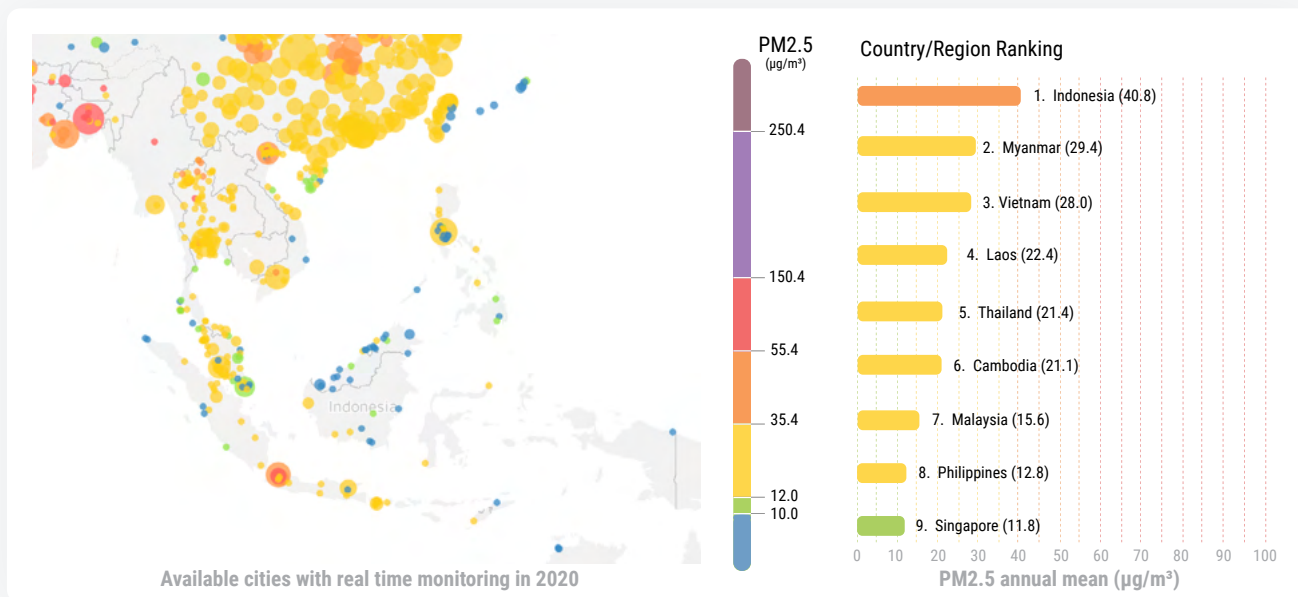 Indonesia
Available cities with real time monitoring in 2020
PM2.5
(µg/m³)
250.4
150.4
55.4
35.4
12.0
10.0
Country/Region Ranking
1. Indonesia (40.8)
2. Myanmar (29.4)
3. Vietnam (28.0)
4. Laos (22.4)
5. Thailand (21.4)
6. Cambodia (21.1)
7. Malaysia (15.6)
8. Philippines (12.8)
9. Singapore (11.8)
0 10 20 30 40 50 60 70 80 90 100
PM2.5 annual mean (µg/m³)